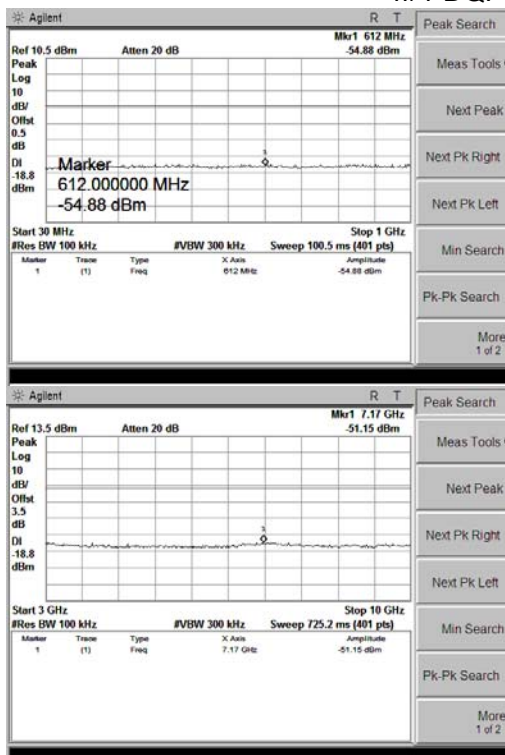 Agilent R T
Peak Search
Mkr1 612 MHz
Ref 10.5 dBm Atten 20 dB -54.88 dBm
Peak
Log
10
dB/
Offst
0.5
dB
DI
-18.8
dBm
1
Marker
612.000000 MHz
-54.88 dBm
Start 30 MHz Stop 1 GHz
#Res BW 100 kHz #VBW 300 kHz Sweep 100.5 ms (401 pts)
Marker Trace Type X Axis Amplitude
1 (1) Freq 612 MHz -54.88 dBm
Meas Tools
Next Peak
Next Pk Right
Next Pk Left
Min Search
Pk-Pk Search
More
1 of 2
Agilent R T
Peak Search
Mkr1 7.17 GHz
Ref 13.5 dBm Atten 20 dB -51.15 dBm
Peak
Log
10
dB/
Offst
3.5
dB
DI
-18.8
dBm
1
Start 3 GHz Stop 10 GHz
#Res BW 100 kHz #VBW 300 kHz Sweep 725.2 ms (401 pts)
Marker Trace Type X Axis Amplitude
1 (1) Freq 7.17 GHz -51.15 dBm
Meas Tools
Next Peak
Next Pk Right
Next Pk Left
Min Search
Pk-Pk Search
More
1 of 2